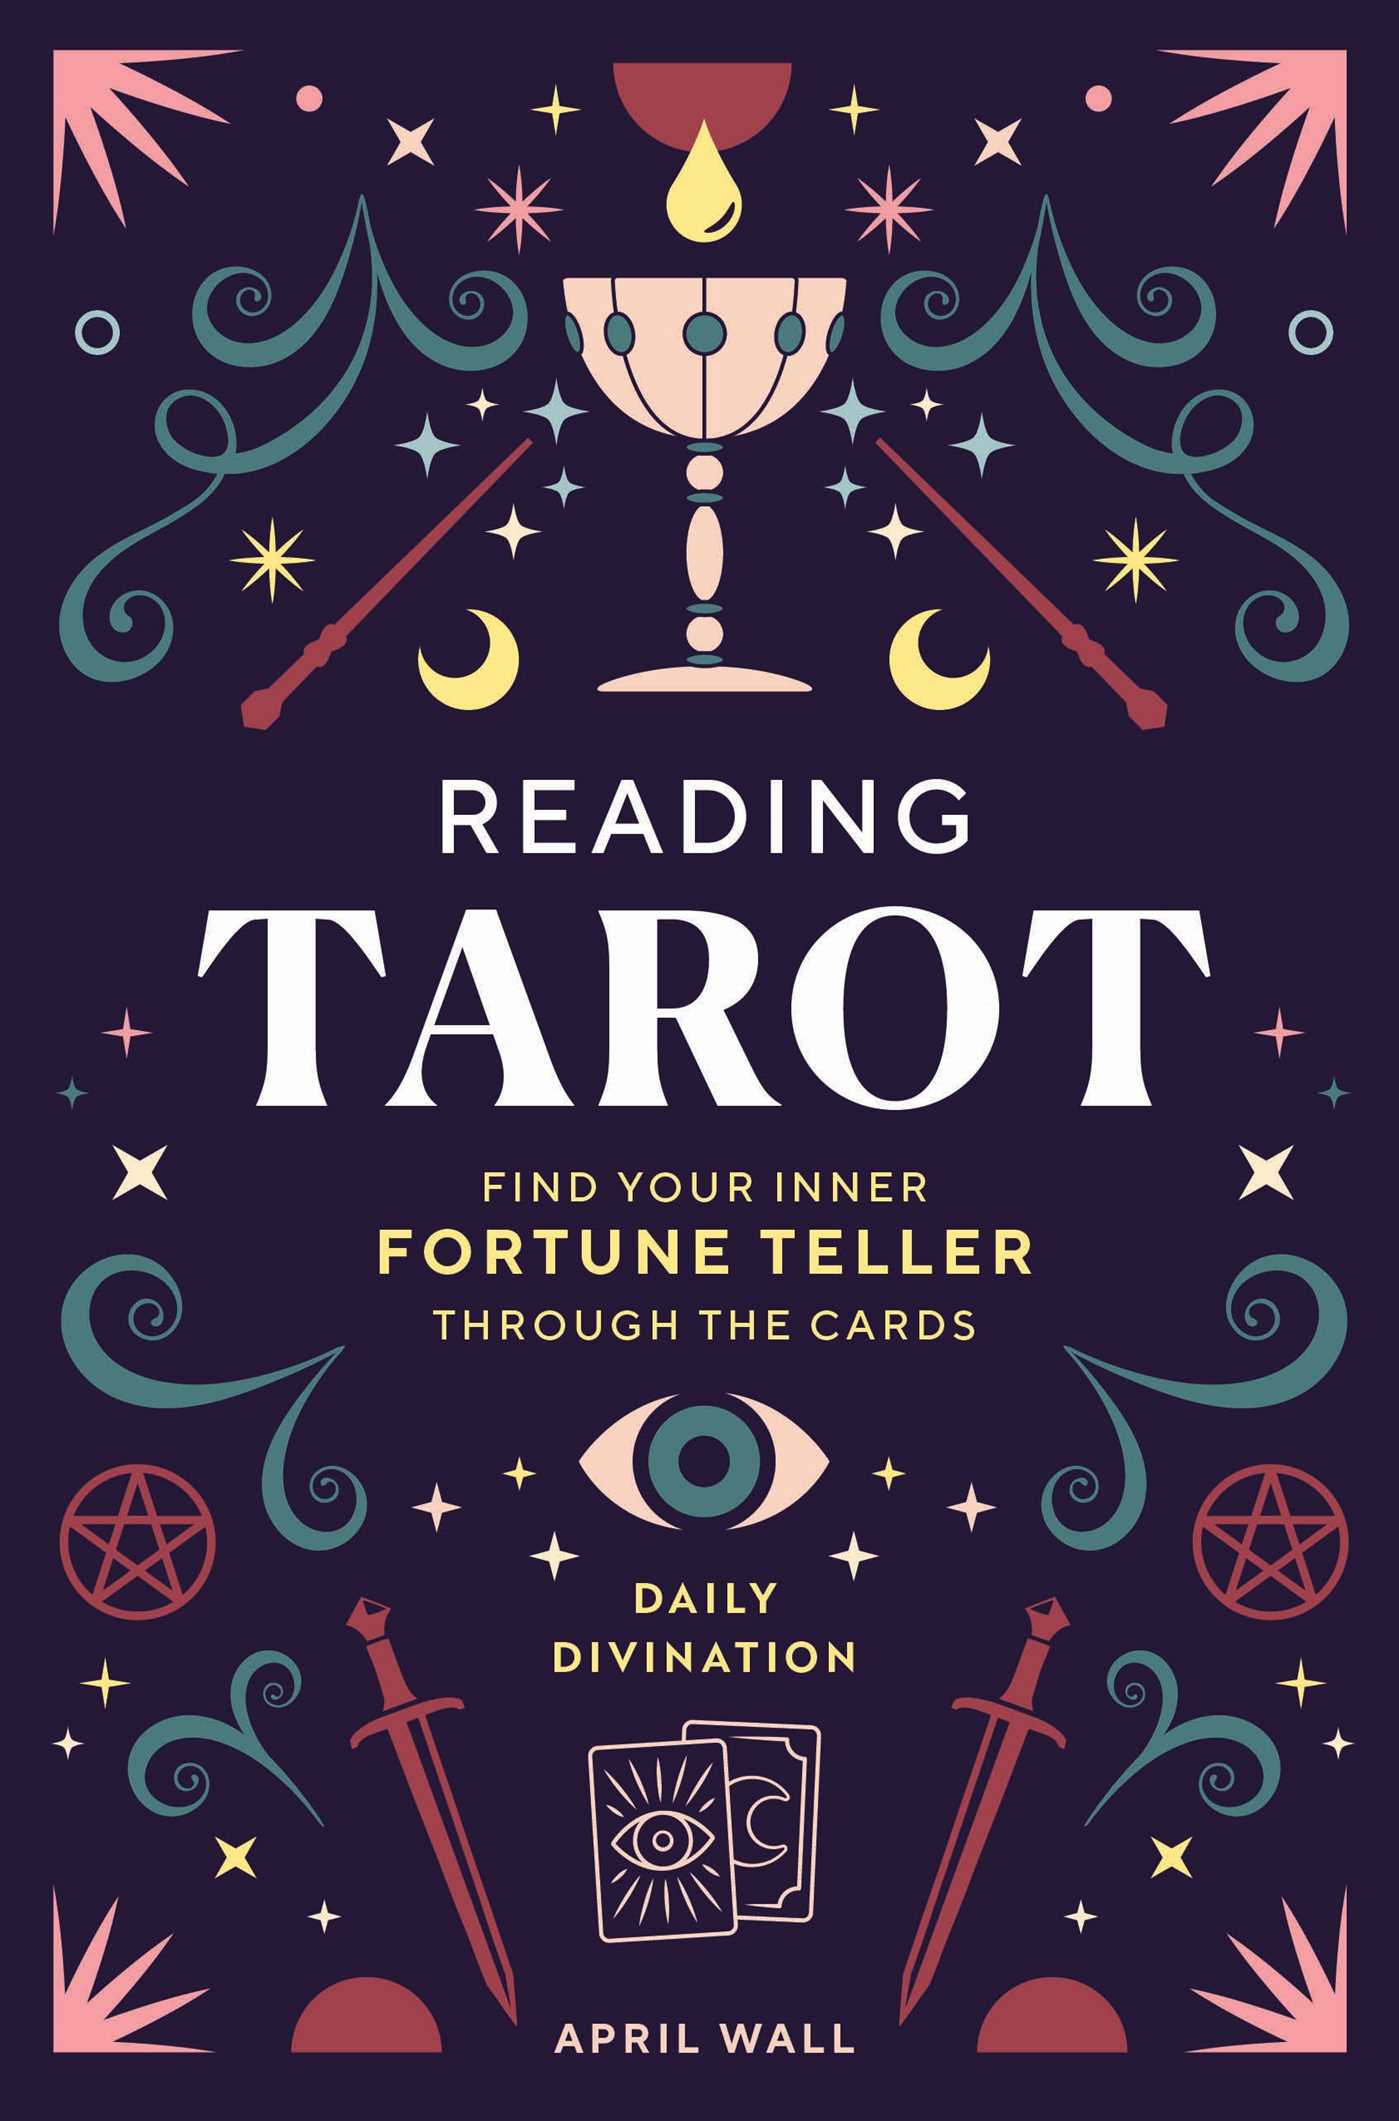 READING
TAROT
FIND YOUR INNER
FORTUNE TELLER
THROUGH THE CARDS
DAILY
DIVINATION
APRIL WALL